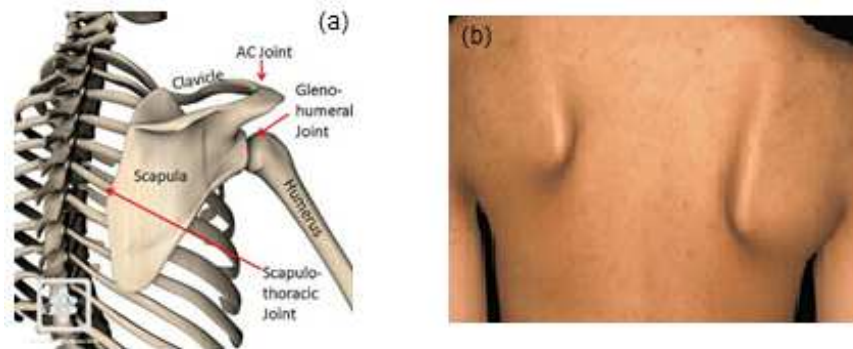 (a)
AC Joint
Clavicle
Gleno-
humeral
Joint
Scapula
Humerus
Scapulo-
thoracic
Joint
(b)